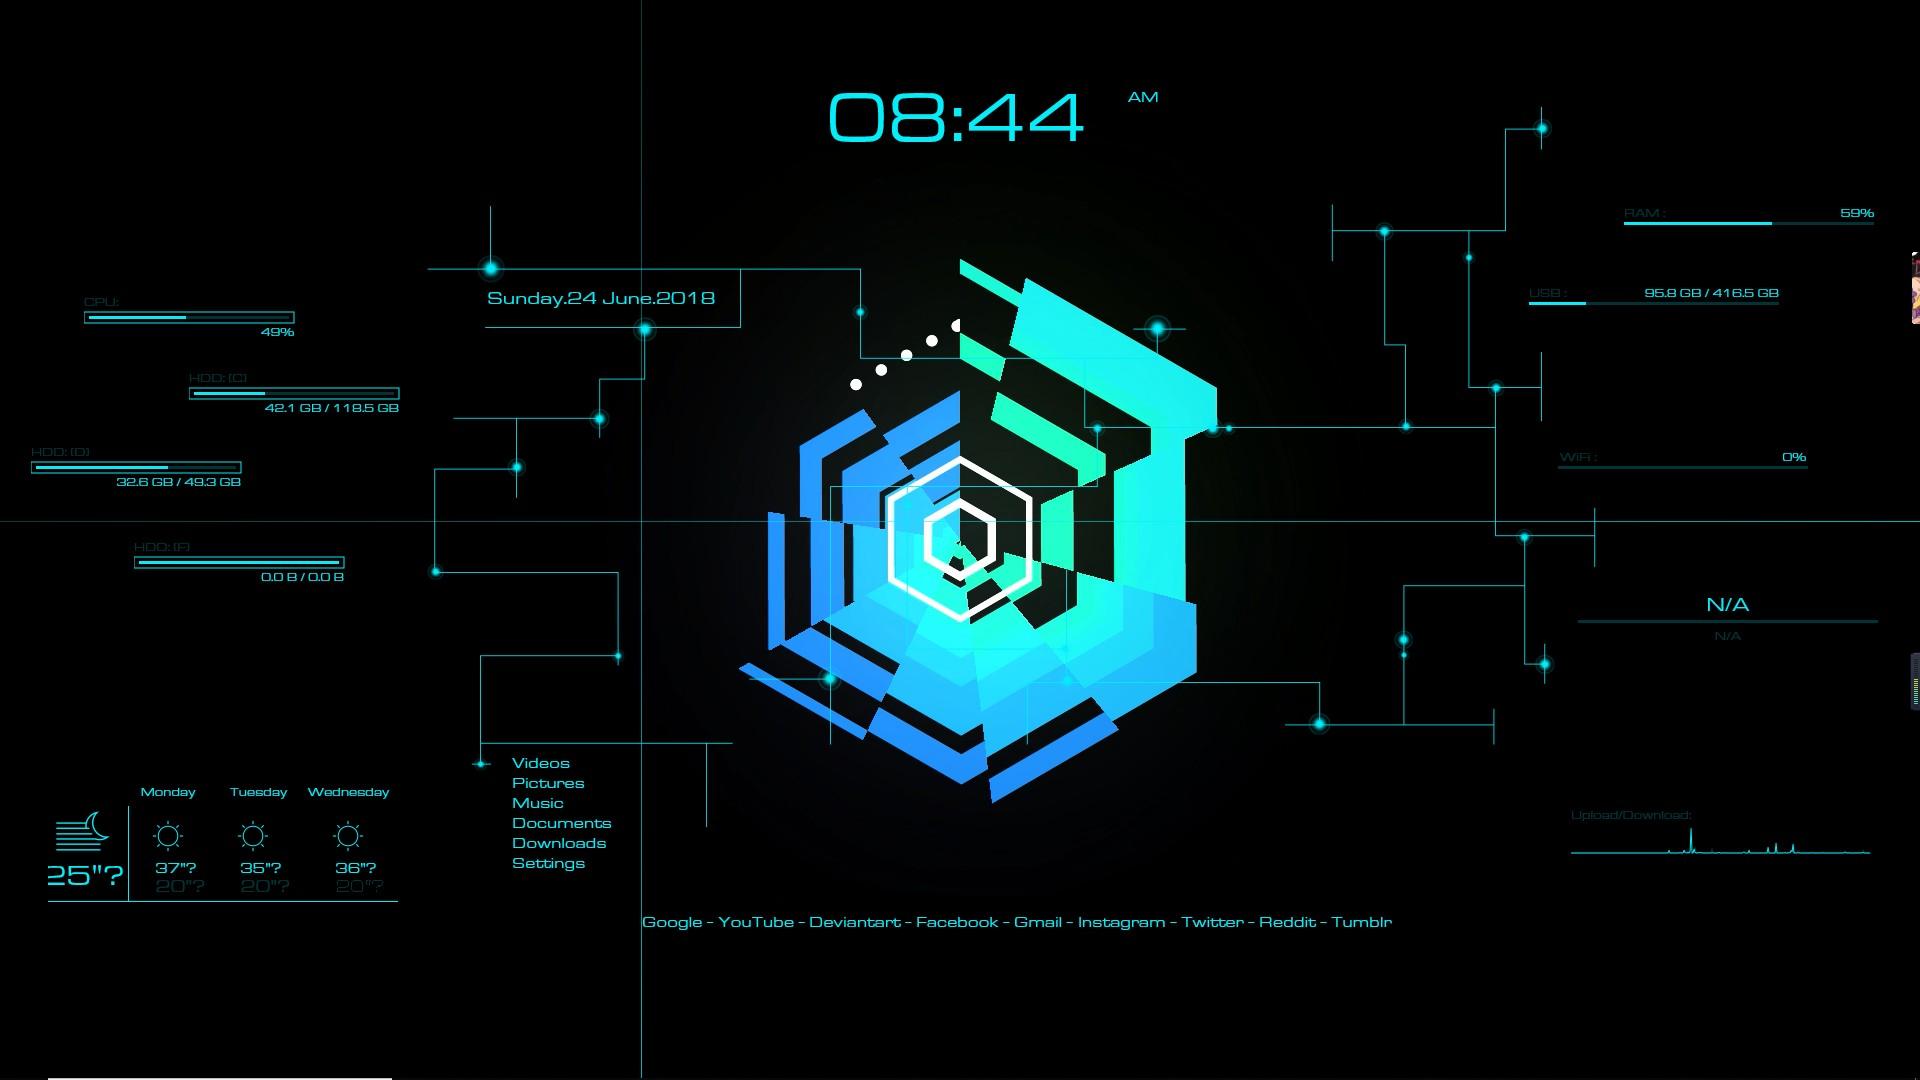 08:44 AM
RAM : 59%
USB : 95.8 GB / 416.5 GB
Sunday.24 June.2018
CPU:
49%
HDD: (C)
42.1 GB / 118.5 GB
HDD: (D)
32.6 GB / 49.3 GB
WiFi : 0%
HDD: (F)
0.0 B / 0.0 B
N/A
N/A
Videos
Pictures
Music
Documents
Downloads
Settings
Monday Tuesday Wednesday
25"? 37"? 35"? 36"?
20"? 20"? 20"?
Upload/Download:
Google - YouTube - Deviantart - Facebook - Gmail - Instagram - Twitter - Reddit - Tumblr